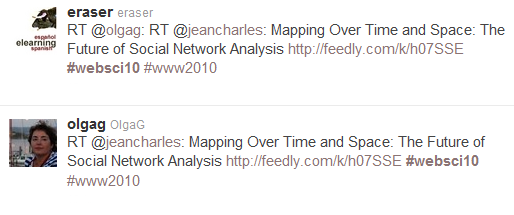 eraser eraser
RT @olgag: RT @jeancharles: Mapping Over Time and Space: The
Future of Social Network Analysis http://feedly.com/k/h07SSE
#websci10 #www2010
español
elearning
spanish
olgag OlgaG
RT @jeancharles: Mapping Over Time and Space: The Future of
Social Network Analysis http://feedly.com/k/h07SSE #websci10
#www2010